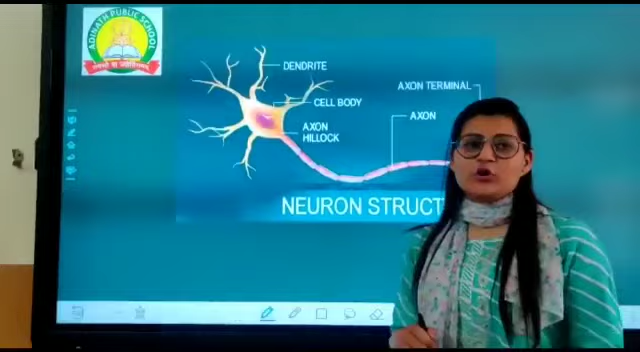 ADINATH PUBLIC SCHOOL
DENDRITE
AXON TERMINAL
CELL BODY
AXON
AXON
HILLOCK
NEURON STRUCT